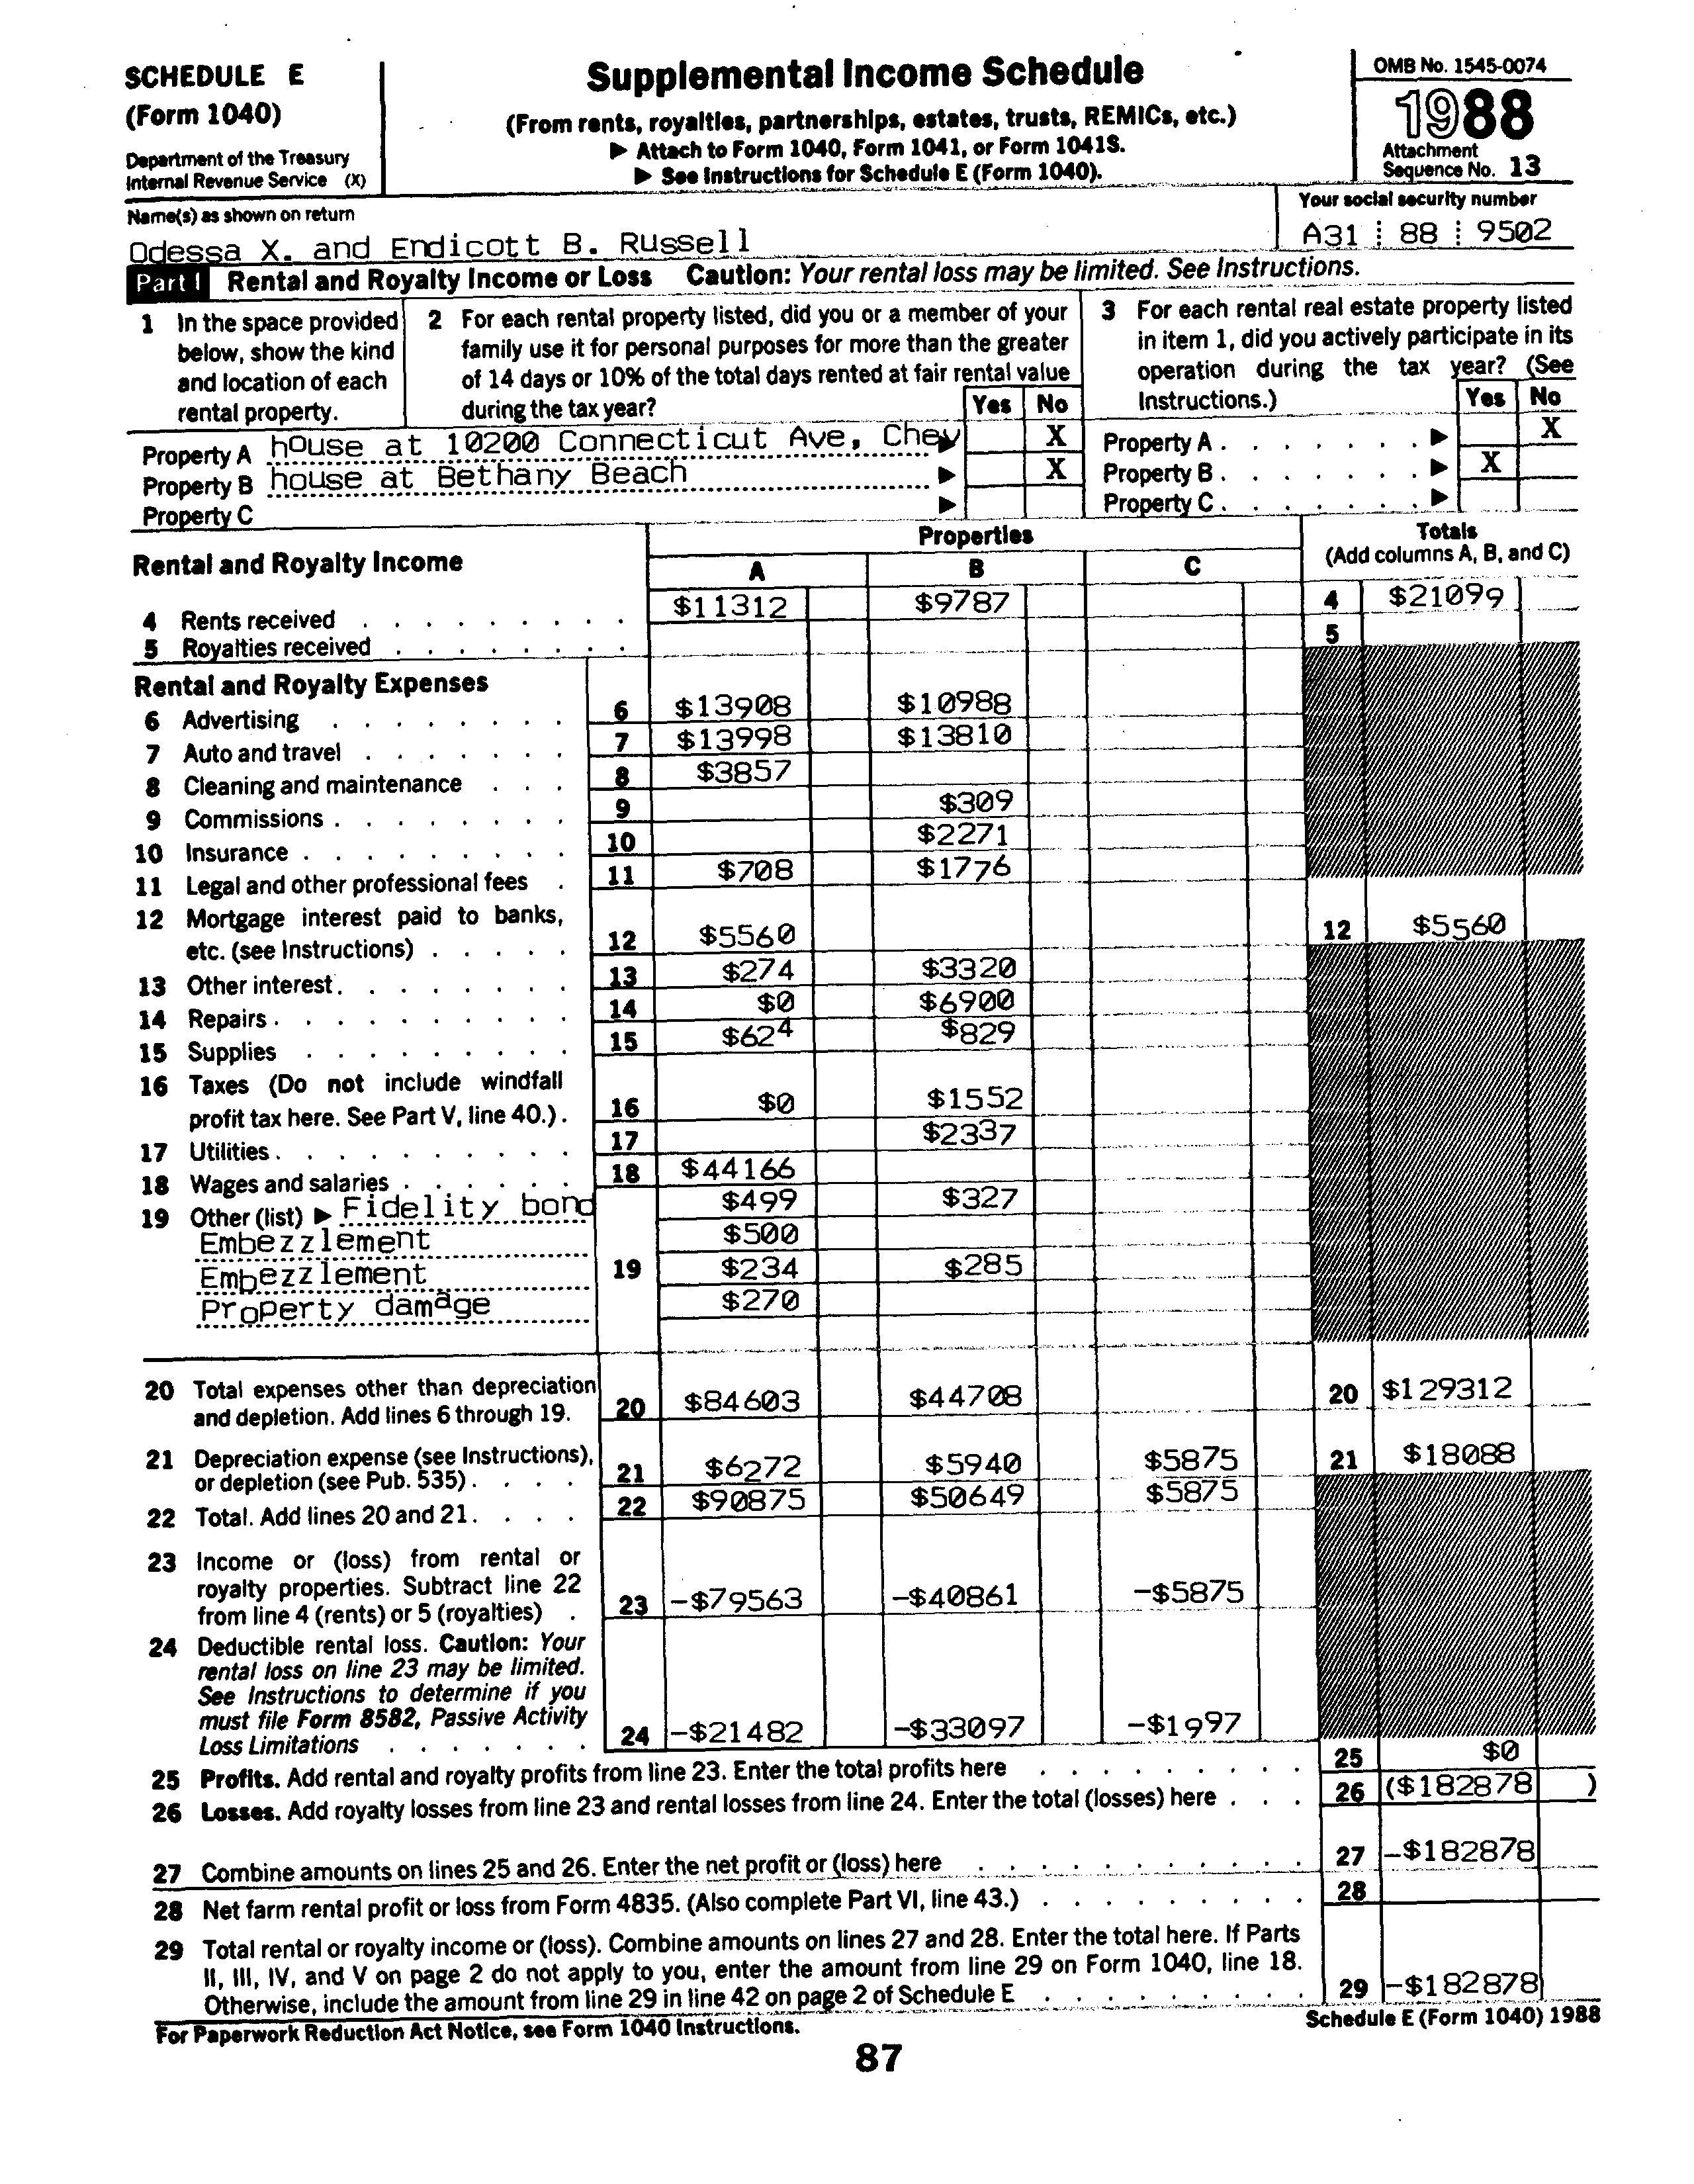 SCHEDULE E
(Form 1040)
Department of the Treasury
Internal Revenue Service (X)
Supplemental Income Schedule
(From rents, royalties, partnerships, estates, trusts, REMICs, etc.)
▶ Attach to Form 1040, Form 1041, or Form 1041S.
▶ See Instructions for Schedule E (Form 1040).
OMB No. 1545-0074
1988
Attachment
Sequence No. 13
Name(s) as shown on return
Your social security number
Odessa X. and Endicott B. Russell
A31 88 9502
Part I Rental and Royalty Income or Loss Caution: Your rental loss may be limited. See Instructions.
1 In the space provided
below, show the kind
and location of each
rental property.
2 For each rental property listed, did you or a member of your
family use it for personal purposes for more than the greater
of 14 days or 10% of the total days rented at fair rental value
during the tax year? Yes No
3 For each rental real estate property listed
in item 1, did you actively participate in its
operation during the tax year? (See
Instructions.) Yes No
Property A house at 10200 Connecticut Ave, Chev ▶ X Property A . . . . . . . ▶ X
Property B house at Bethany Beach ▶ X Property B . . . . . . . ▶ X
Property C ▶ Property C . . . . . . . ▶
Properties Totals
Rental and Royalty Income A B C (Add columns A, B, and C)
4 Rents received . . . . . . . . . $11312 $9787 4 $21099
5 Royalties received . . . . . . . . 5
Rental and Royalty Expenses
6 Advertising . . . . . . . . 6 $13908 $10988
7 Auto and travel . . . . . . . 7 $13998 $13810
8 Cleaning and maintenance . . . 8 $3857
9 Commissions . . . . . . . . 9 $309
10 Insurance . . . . . . . . . 10 $2271
11 Legal and other professional fees . 11 $708 $1776
12 Mortgage interest paid to banks,
etc. (see Instructions) . . . . . 12 $5560 12 $5560
13 Other interest . . . . . . . . 13 $274 $3320
14 Repairs . . . . . . . . . . 14 $0 $6900
15 Supplies . . . . . . . . . 15 $624 $829
16 Taxes (Do not include windfall
profit tax here. See Part V, line 40.) . 16 $0 $1552
17 Utilities . . . . . . . . . . 17 $2337
18 Wages and salaries . . . . . . 18 $44166
19 Other (list) ▶ Fidelity bond $499 $327
Embezzlement $500
Embezzlement 19 $234 $285
Property damage $270
20 Total expenses other than depreciation
and depletion. Add lines 6 through 19. 20 $84603 $44708 20 $129312
21 Depreciation expense (see Instructions),
or depletion (see Pub. 535) . . . . 21 $6272 $5940 $5875 21 $18088
22 Total. Add lines 20 and 21 . . . . 22 $90875 $50649 $5875
23 Income or (loss) from rental or
royalty properties. Subtract line 22
from line 4 (rents) or 5 (royalties) . 23 -$79563 -$40861 -$5875
24 Deductible rental loss. Caution: Your
rental loss on line 23 may be limited.
See Instructions to determine if you
must file Form 8582, Passive Activity
Loss Limitations . . . . . . . 24 -$21482 -$33097 -$1997
25 Profits. Add rental and royalty profits from line 23. Enter the total profits here . . . . . . . . . 25 $0
26 Losses. Add royalty losses from line 23 and rental losses from line 24. Enter the total (losses) here . . . 26 ($182878 )
27 Combine amounts on lines 25 and 26. Enter the net profit or (loss) here . . . . . . . . . . . 27 -$182878
28 Net farm rental profit or loss from Form 4835. (Also complete Part VI, line 43.) . . . . . . . . . 28
29 Total rental or royalty income or (loss). Combine amounts on lines 27 and 28. Enter the total here. If Parts
II, III, IV, and V on page 2 do not apply to you, enter the amount from line 29 on Form 1040, line 18.
Otherwise, include the amount from line 29 in line 42 on page 2 of Schedule E . . . . . . . . . 29 -$182878
For Paperwork Reduction Act Notice, see Form 1040 Instructions. Schedule E (Form 1040) 1988
87